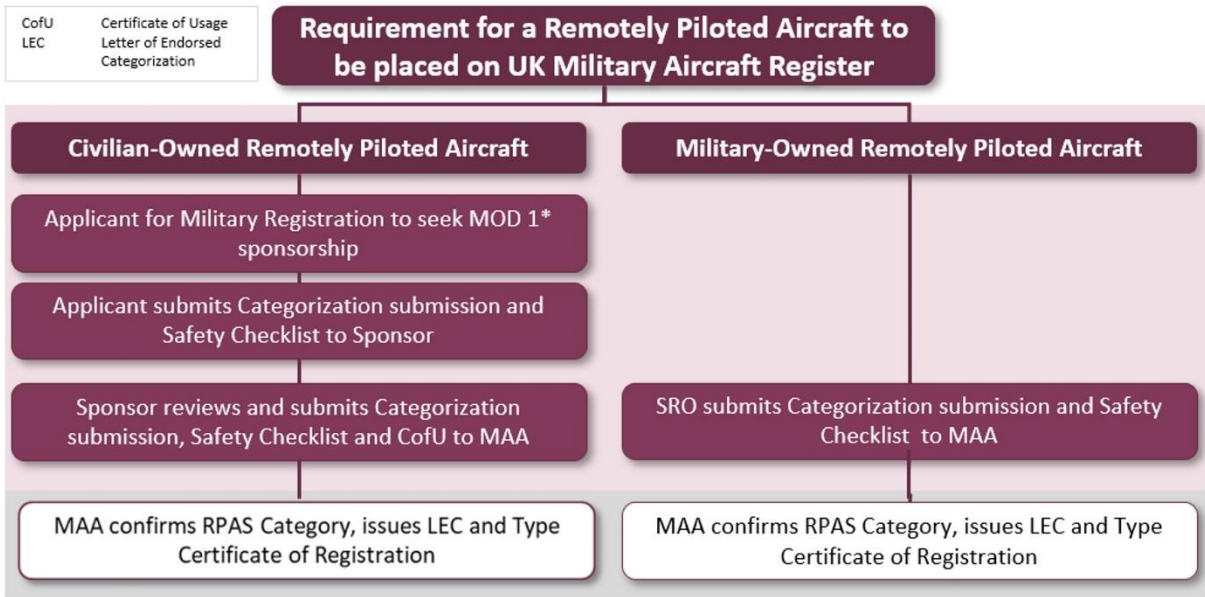 CofU Certificate of Usage
LEC Letter of Endorsed
Categorization
Requirement for a Remotely Piloted Aircraft to
be placed on UK Military Aircraft Register
Civilian-Owned Remotely Piloted Aircraft
Military-Owned Remotely Piloted Aircraft
Applicant for Military Registration to seek MOD 1*
sponsorship
Applicant submits Categorization submission and
Safety Checklist to Sponsor
Sponsor reviews and submits Categorization
submission, Safety Checklist and CofU to MAA
SRO submits Categorization submission and Safety
Checklist to MAA
MAA confirms RPAS Category, issues LEC and Type
Certificate of Registration
MAA confirms RPAS Category, issues LEC and Type
Certificate of Registration